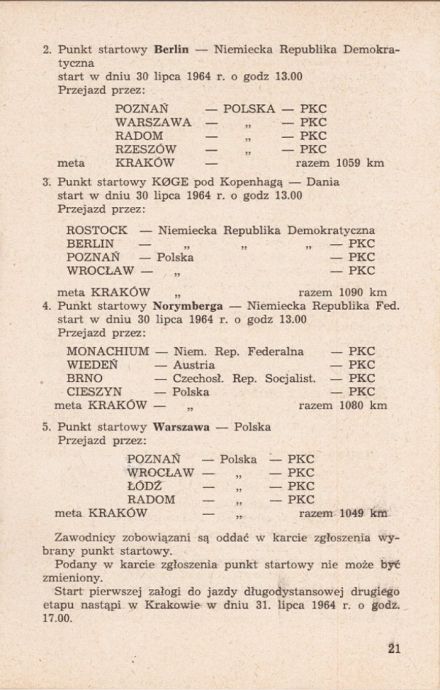 2. Punkt startowy Berlin — Niemiecka Republika Demokra-
tyczna
start w dniu 30 lipca 1964 r. o godz 13.00
Przejazd przez:
POZNAŃ — POLSKA — PKC
WARSZAWA — „ — PKC
RADOM — „ — PKC
RZESZÓW — „ — PKC
meta KRAKÓW — razem 1059 km
3. Punkt startowy KØGE pod Kopenhagą — Dania
start w dniu 30 lipca 1964 r. o godz 13.00
Przejazd przez:
ROSTOCK — Niemiecka Republika Demokratyczna
BERLIN — „ „ „ — PKC
POZNAŃ — Polska — PKC
WROCŁAW — „ — PKC
meta KRAKÓW „ razem 1090 km
4. Punkt startowy Norymberga — Niemiecka Republika Fed.
start w dniu 30 lipca 1964 r. o godz 13.00
Przejazd przez:
MONACHIUM — Niem. Rep. Federalna — PKC
WIEDEŃ — Austria — PKC
BRNO — Czechosł. Rep. Socjalist. — PKC
CIESZYN — Polska — PKC
meta KRAKÓW — „ razem 1080 km
5. Punkt startowy Warszawa — Polska
Przejazd przez:
POZNAŃ — Polska — PKC
WROCŁAW — „ — PKC
ŁÓDŹ — „ — PKC
RADOM — „ — PKC
meta KRAKÓW — „ razem 1049 km
Zawodnicy zobowiązani są oddać w karcie zgłoszenia wy-
brany punkt startowy.
Podany w karcie zgłoszenia punkt startowy nie może być
zmieniony.
Start pierwszej załogi do jazdy długodystansowej drugiego
etapu nastąpi w Krakowie w dniu 31. lipca 1964 r. o godz.
17.00.
21